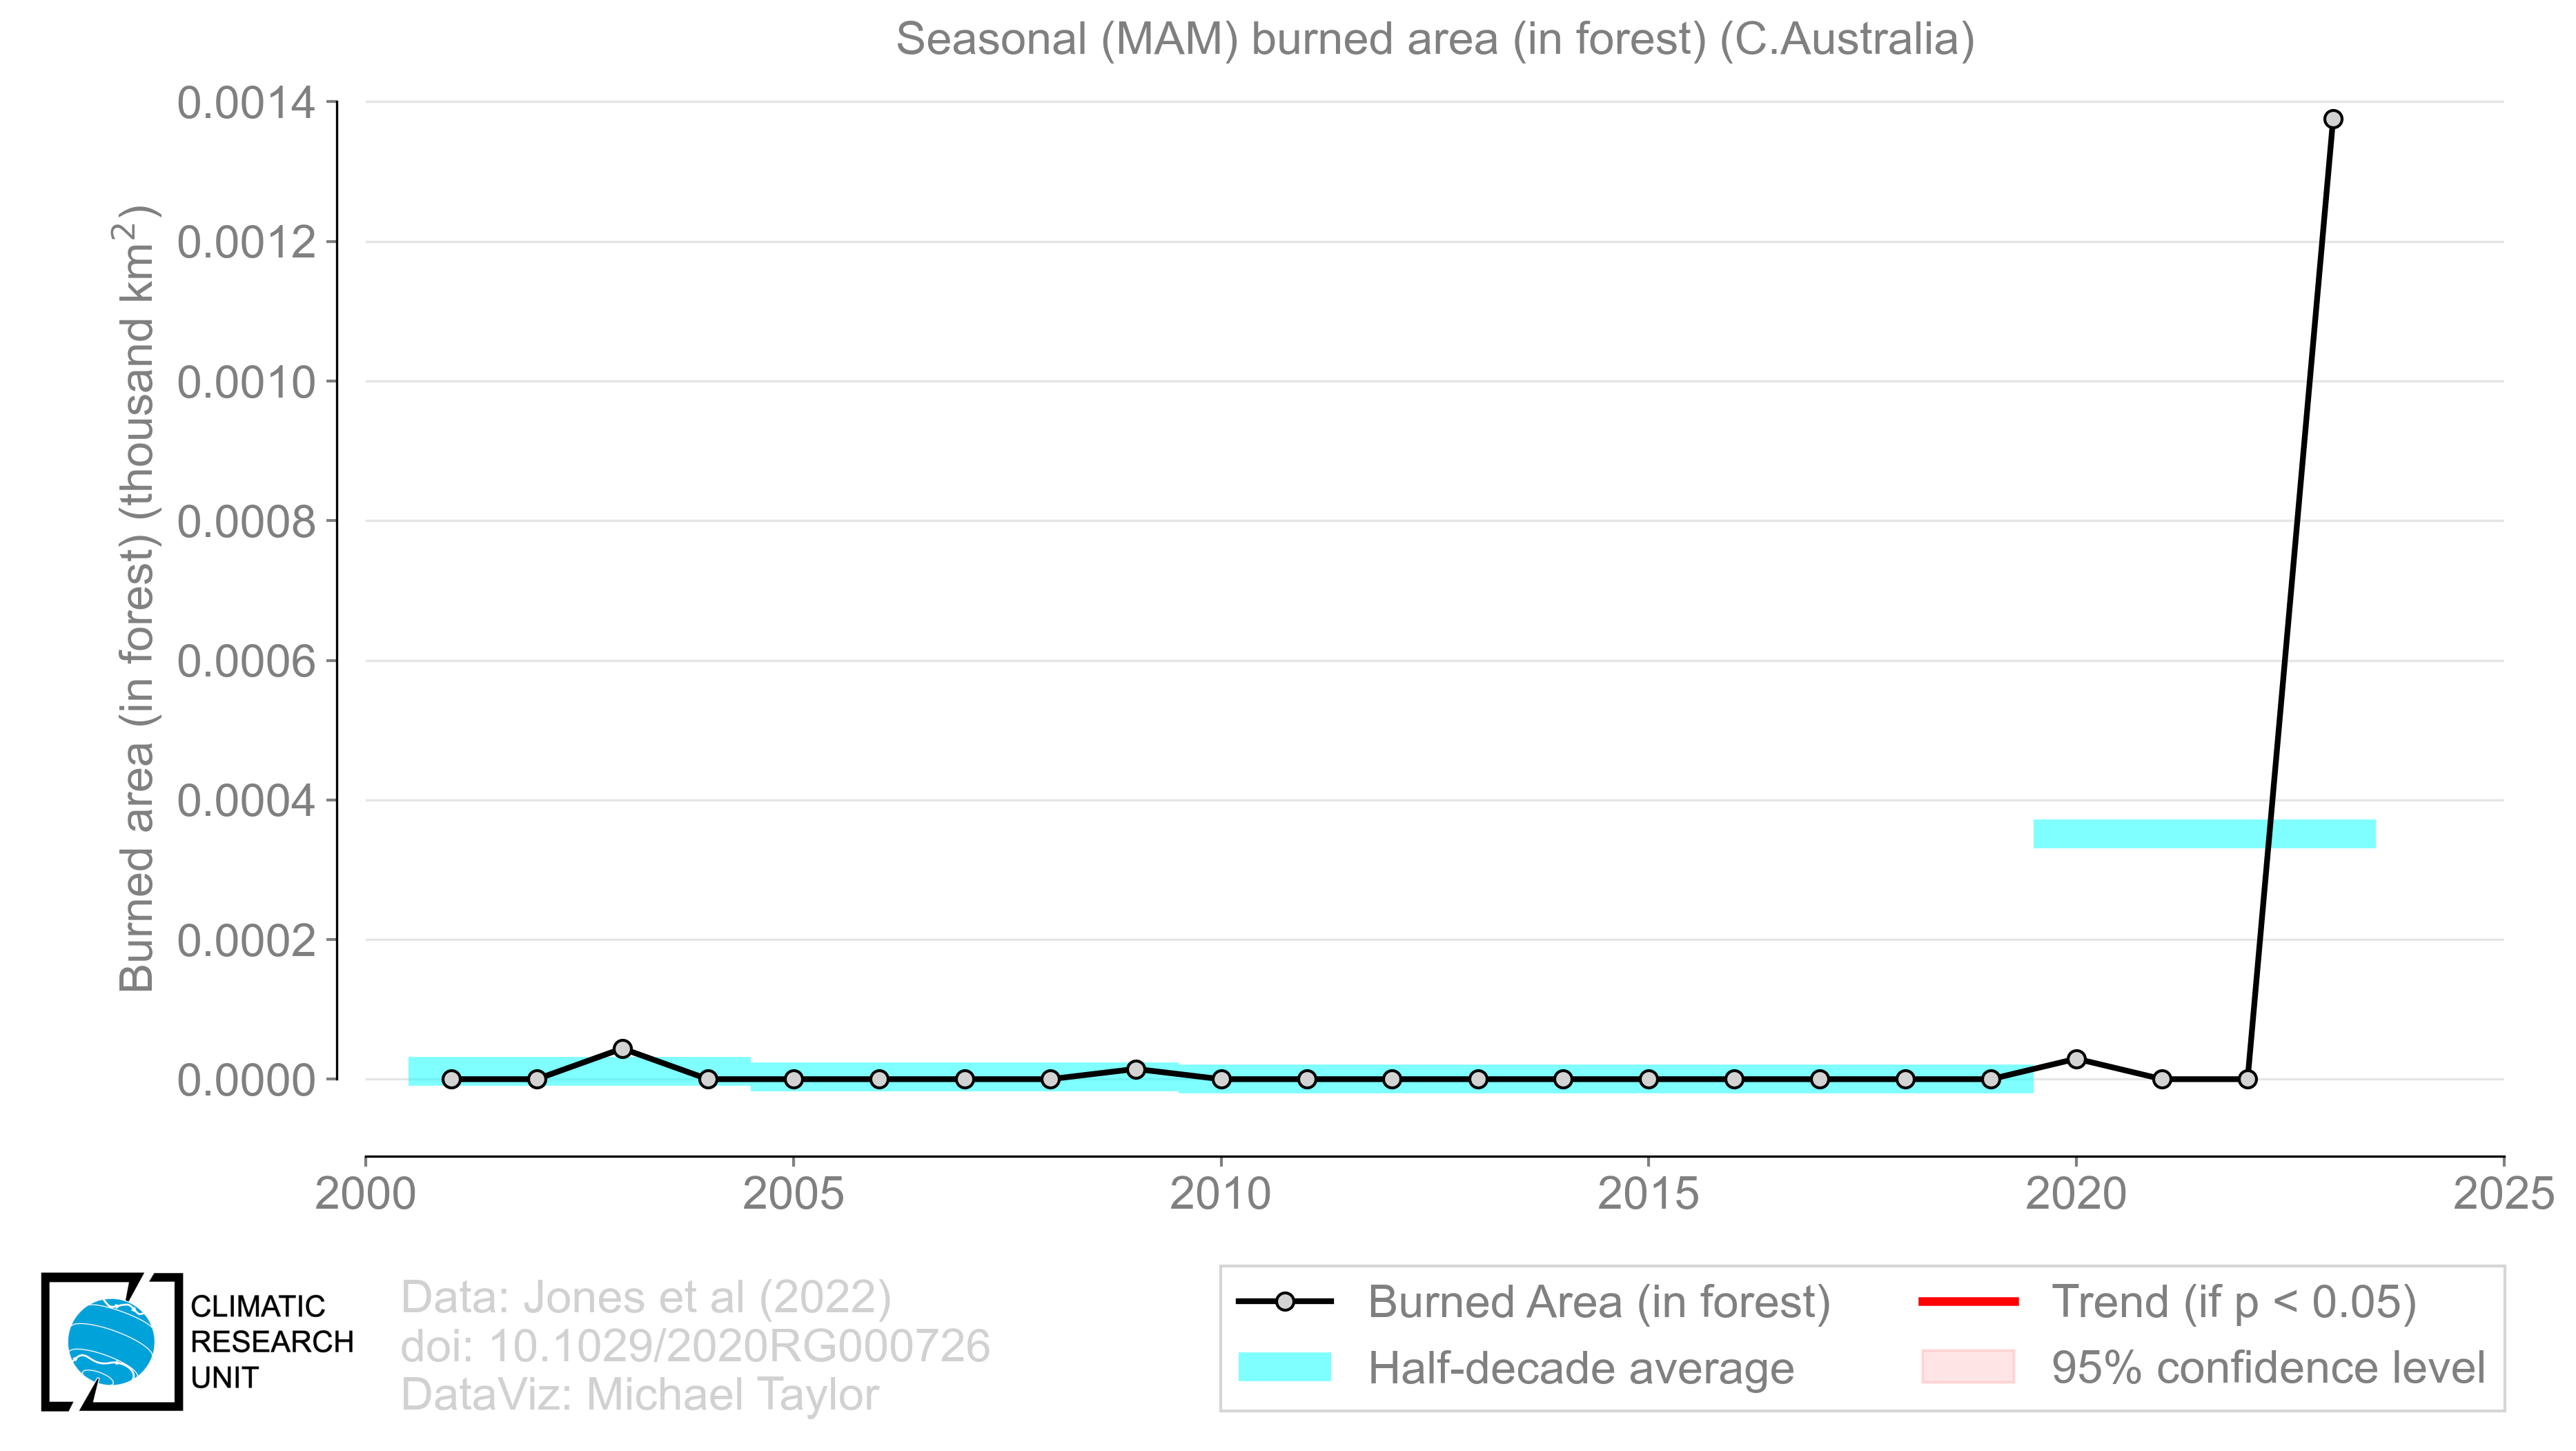 Seasonal (MAM) burned area (in forest) (C.Australia)
Burned area (in forest) (thousand km²)
0.0014
0.0012
0.0010
0.0008
0.0006
0.0004
0.0002
0.0000
2000 2005 2010 2015 2020 2025
CLIMATIC
RESEARCH
UNIT
Data: Jones et al (2022)
doi: 10.1029/2020RG000726
DataViz: Michael Taylor
Burned Area (in forest)
Half-decade average
Trend (if p < 0.05)
95% confidence level